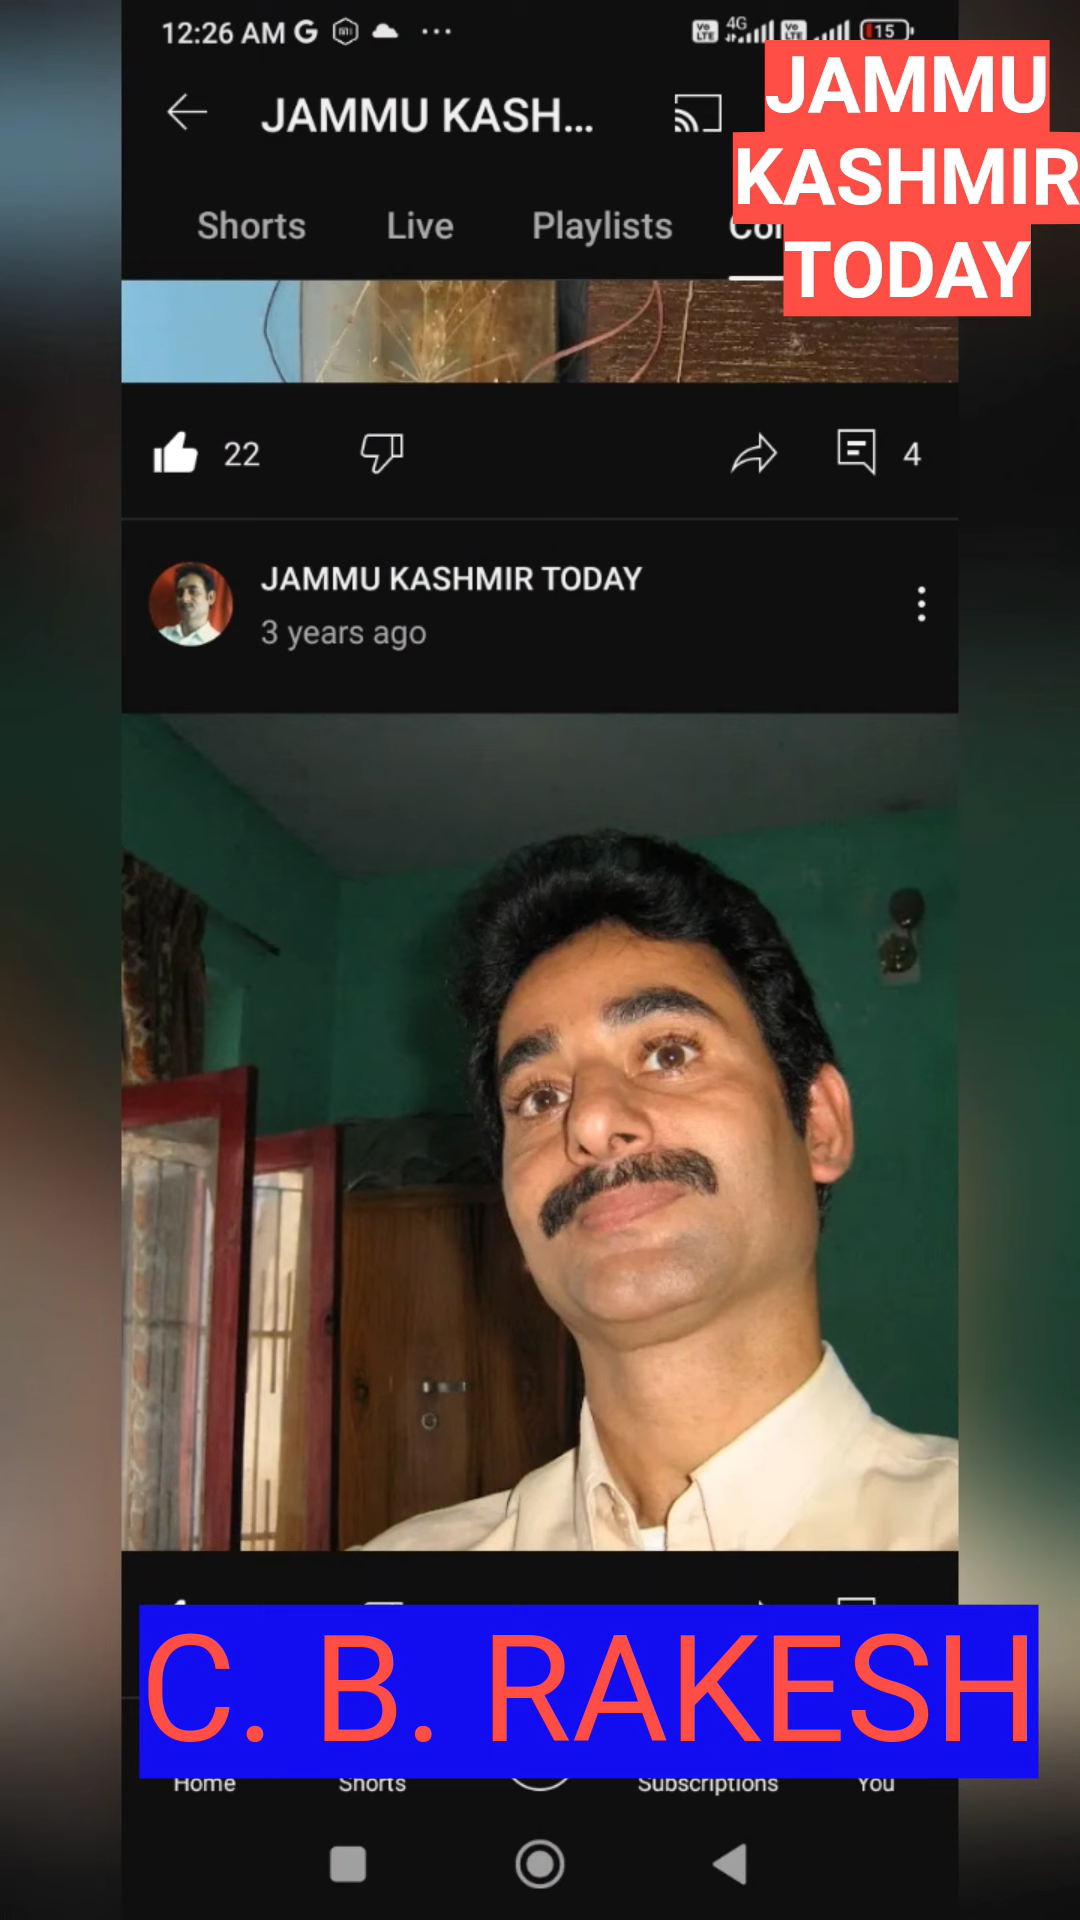 12:26 AM
4G
15
JAMMU KASH...
JAMMU
KASHMIR
TODAY
Shorts
Live
Playlists
22
4
JAMMU KASHMIR TODAY
3 years ago
C. B. RAKESH
Home
Shorts
Subscriptions
You